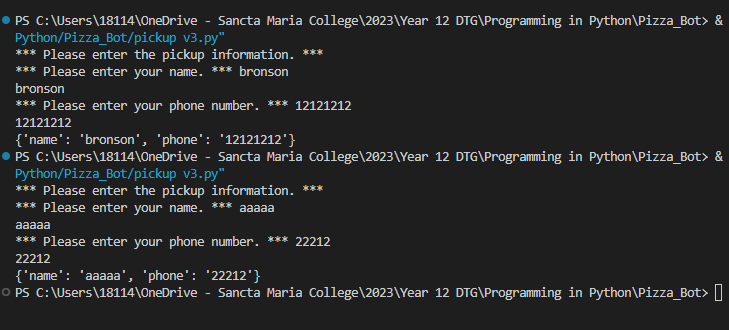 PS C:\Users\18114\OneDrive - Sancta Maria College\2023\Year 12 DTG\Programming in Python\Pizza_Bot> &
Python/Pizza_Bot/pickup v3.py"
*** Please enter the pickup information. ***
*** Please enter your name. *** bronson
bronson
*** Please enter your phone number. *** 12121212
12121212
{'name': 'bronson', 'phone': '12121212'}
PS C:\Users\18114\OneDrive - Sancta Maria College\2023\Year 12 DTG\Programming in Python\Pizza_Bot> &
Python/Pizza_Bot/pickup v3.py"
*** Please enter the pickup information. ***
*** Please enter your name. *** aaaaa
aaaaa
*** Please enter your phone number. *** 22212
22212
{'name': 'aaaaa', 'phone': '22212'}
PS C:\Users\18114\OneDrive - Sancta Maria College\2023\Year 12 DTG\Programming in Python\Pizza_Bot>